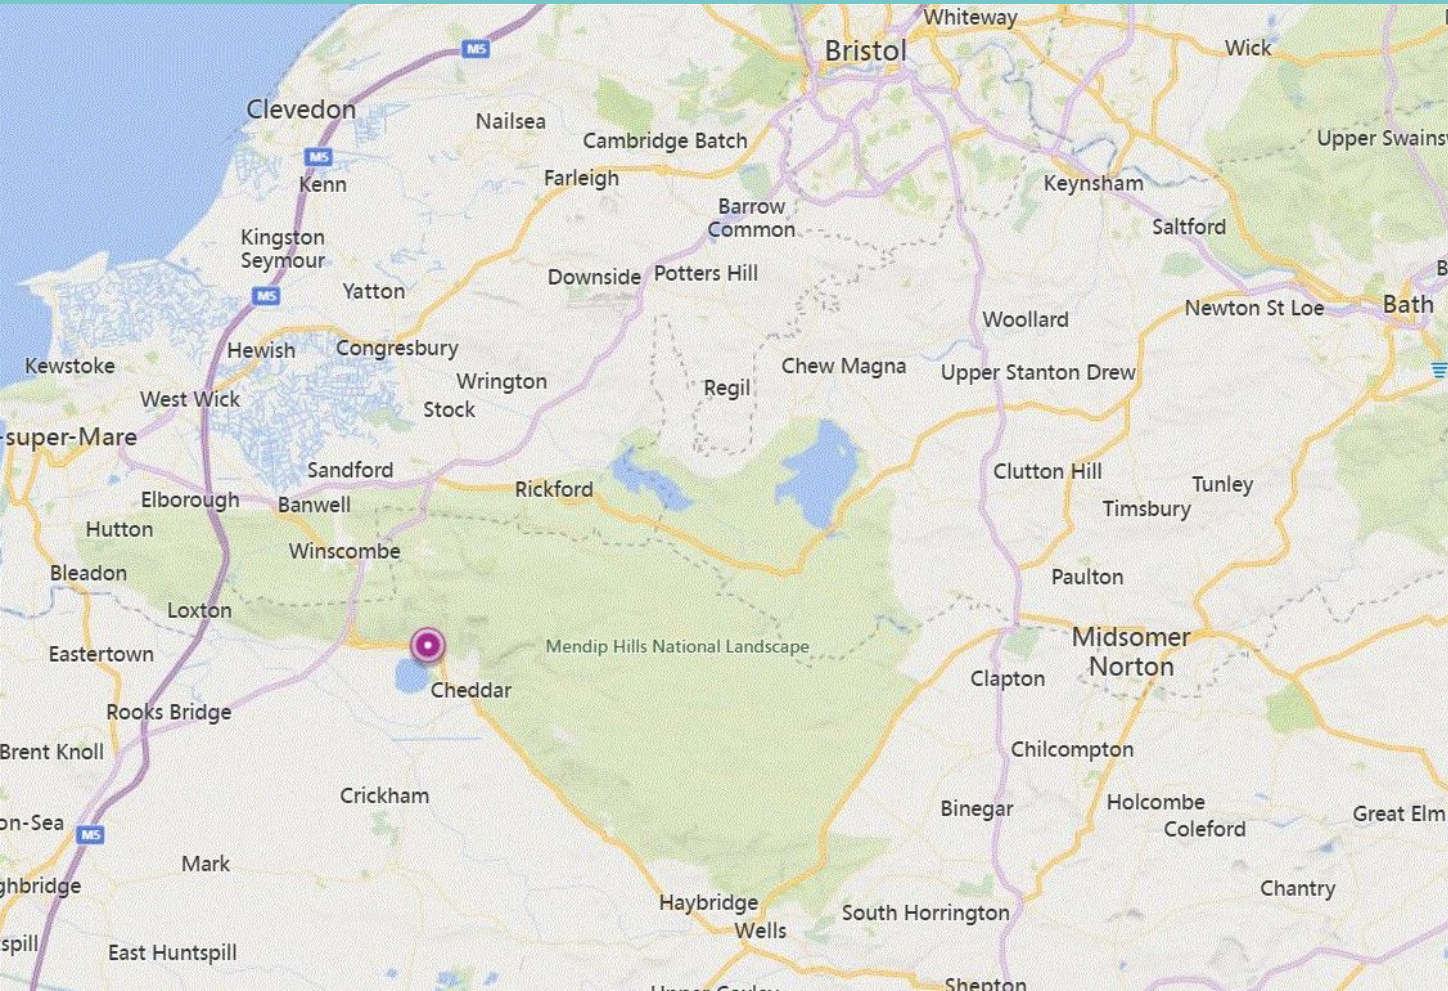 Whiteway
Bristol
Wick
M5
Clevedon
Nailsea
Cambridge Batch
Upper Swains
M5
Kenn
Farleigh
Keynsham
Barrow
Common
Saltford
Kingston
Seymour
Downside
Potters Hill
B
M5
Yatton
Newton St Loe
Bath
Woollard
Hewish
Congresbury
Kewstoke
Chew Magna
Upper Stanton Drew
Wrington
Regil
West Wick
Stock
-super-Mare
Sandford
Clutton Hill
Rickford
Tunley
Elborough
Banwell
Timsbury
Hutton
Winscombe
Bleadon
Paulton
Loxton
Midsomer
Norton
Mendip Hills National Landscape
Eastertown
Clapton
Cheddar
Rooks Bridge
Brent Knoll
Chilcompton
Crickham
Holcombe
Binegar
Great Elm
on-Sea
Coleford
M5
Mark
ghbridge
Chantry
Haybridge
South Horrington
Wells
spill
East Huntspill
Shepton